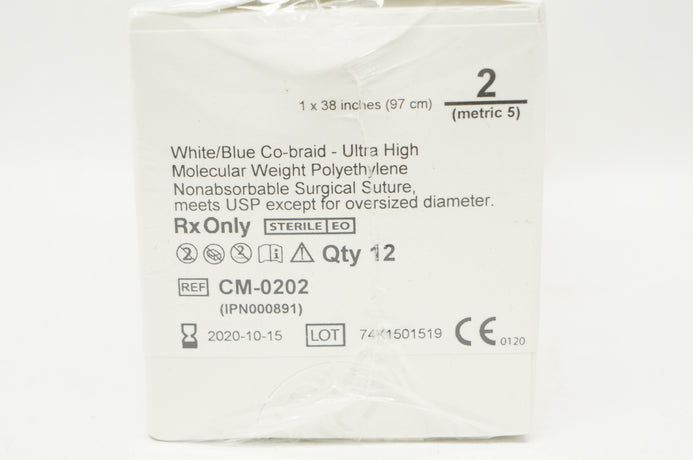 2
1 x 38 inches (97 cm)
(metric 5)
White/Blue Co-braid - Ultra High
Molecular Weight Polyethylene
Nonabsorbable Surgical Suture,
meets USP except for oversized diameter.
Rx Only STERILE EO
2 2 i Qty 12
REF CM-0202
(IPN000891)
2020-10-15 LOT 74K1501519 CE 0120